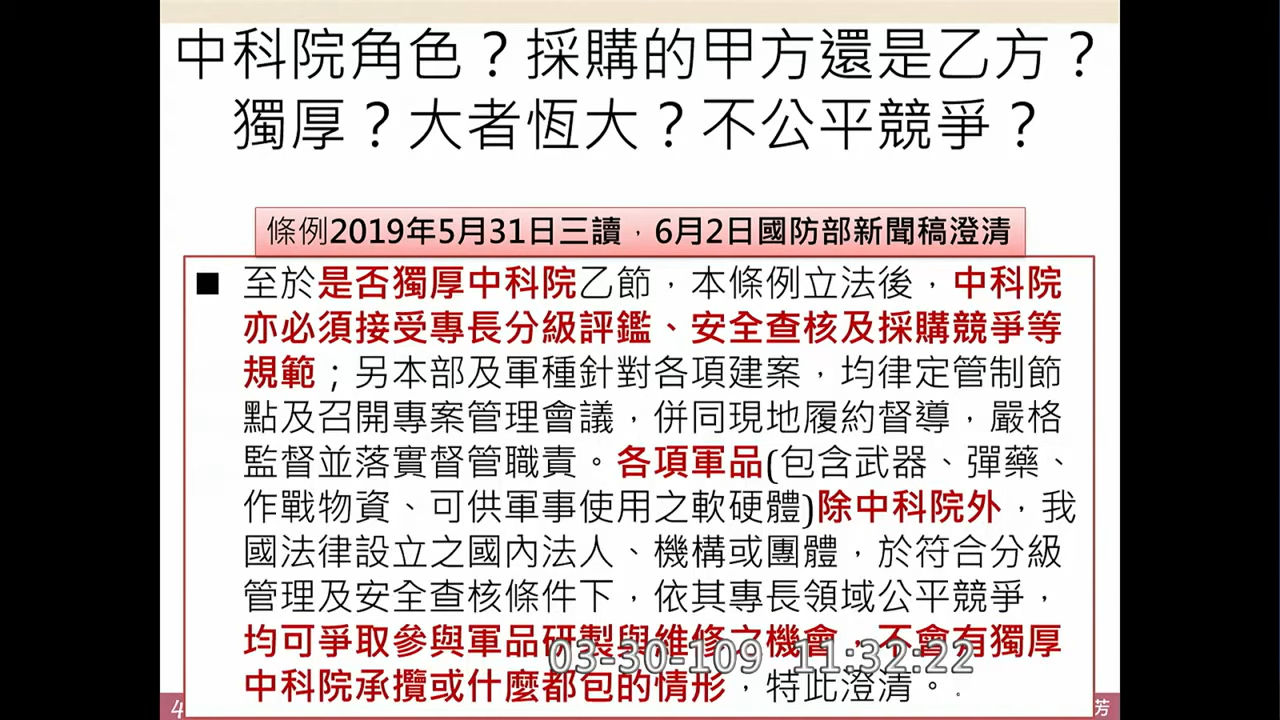 中科院角色？採購的甲方還是乙方？
獨厚？大者恆大？不公平競爭？
條例2019年5月31日三讀，6月2日國防部新聞稿澄清
■ 至於是否獨厚中科院乙節，本條例立法後，中科院
亦必須接受專長分級評鑑、安全查核及採購競爭等
規範；另本部及軍種針對各項建案，均律定管制節
點及召開專案管理會議，併同現地履約督導，嚴格
監督並落實督管職責。各項軍品(包含武器、彈藥、
作戰物資、可供軍事使用之軟硬體)除中科院外，我
國法律設立之國內法人、機構或團體，於符合分級
管理及安全查核條件下，依其專長領域公平競爭，
均可爭取參與軍品研製與維修之機會，不會有獨厚
03-30-109 11:32:22
中科院承攬或什麼都包的情形，特此澄清。
4
芳